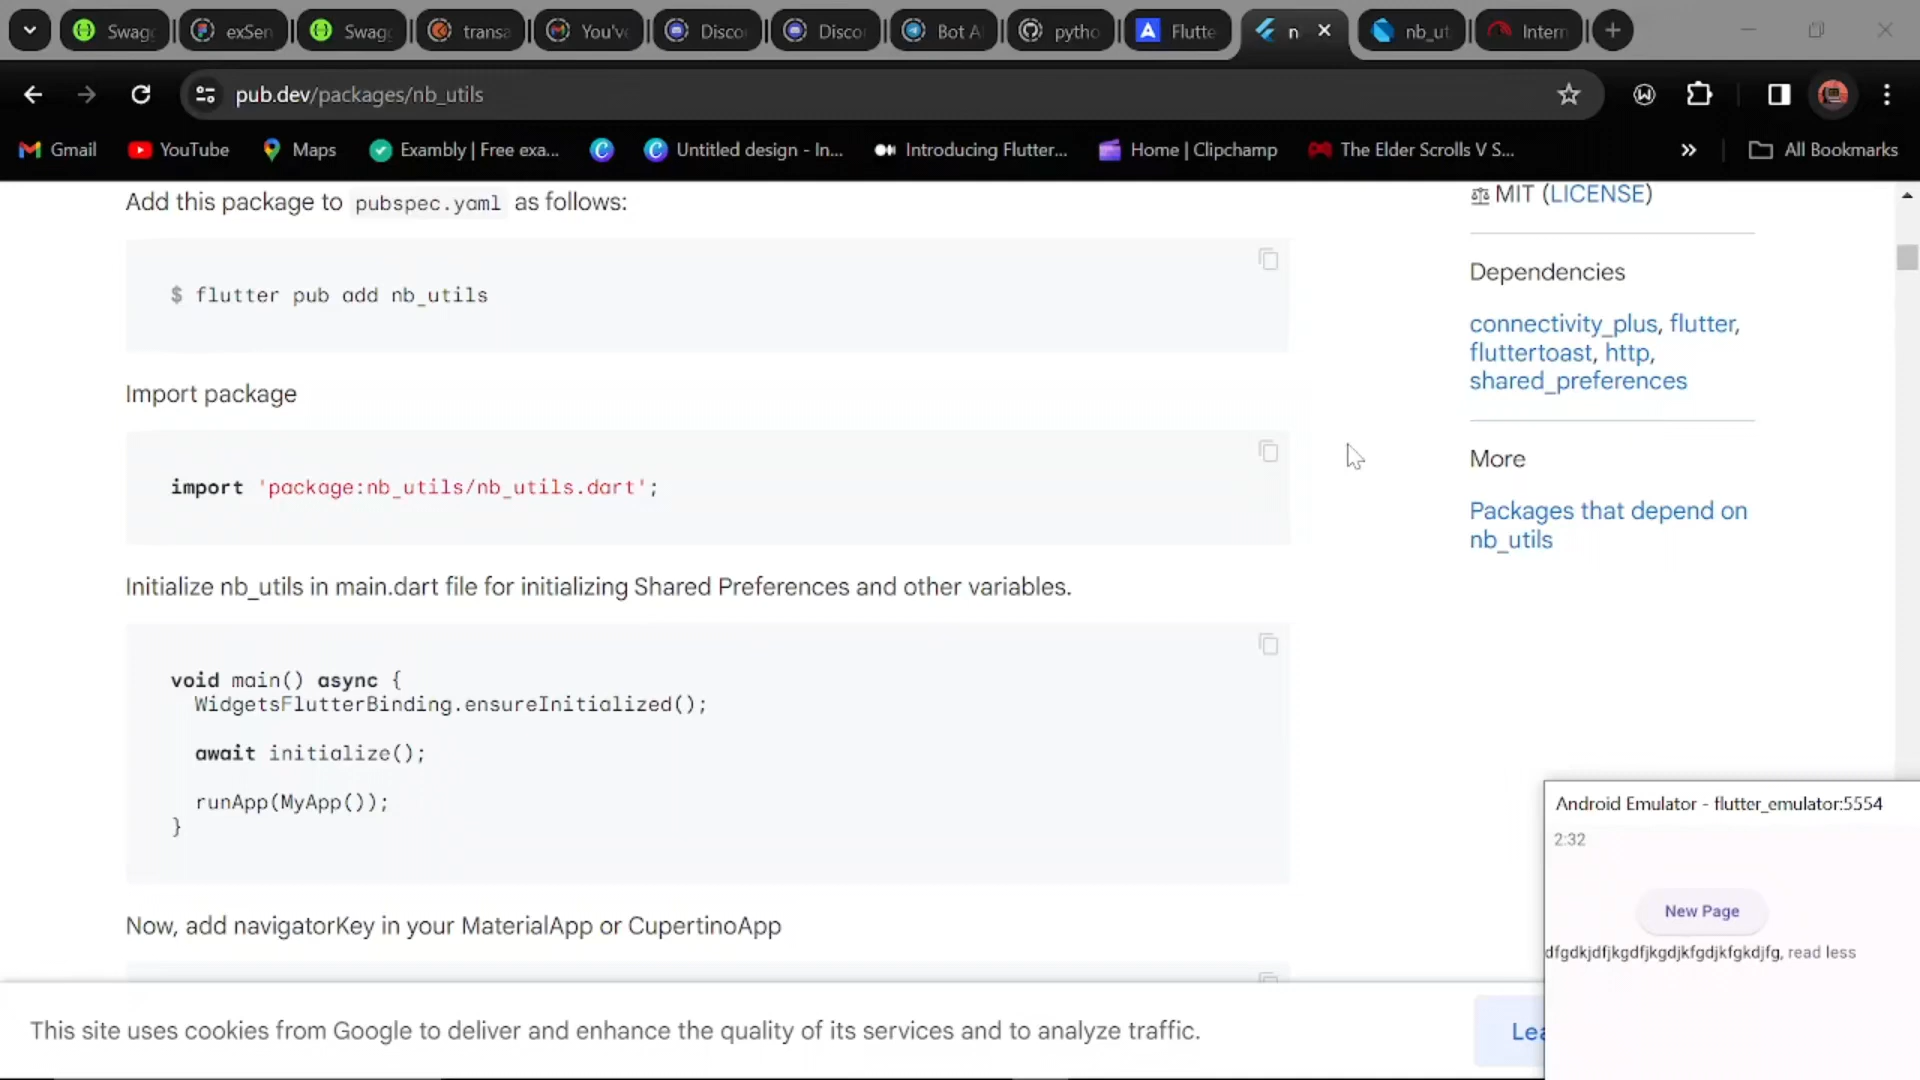 Swag
exSen
Swag
transa
You've
Disco
Disco
Bot A
pytho
Flutte
n
nb_ut
Intern
pub.dev/packages/nb_utils
Gmail
YouTube
Maps
Exambly | Free exa...
Untitled design - In...
Introducing Flutter...
Home | Clipchamp
The Elder Scrolls V S...
All Bookmarks
Add this package to pubspec.yaml as follows:
$ flutter pub add nb_utils
Import package
import 'package:nb_utils/nb_utils.dart';
Initialize nb_utils in main.dart file for initializing Shared Preferences and other variables.
void main() async {
WidgetsFlutterBinding.ensureInitialized();
await initialize();
runApp(MyApp());
}
Now, add navigatorKey in your MaterialApp or CupertinoApp
MIT (LICENSE)
Dependencies
connectivity_plus, flutter,
fluttertoast, http,
shared_preferences
More
Packages that depend on
nb_utils
This site uses cookies from Google to deliver and enhance the quality of its services and to analyze traffic.
Lea
Android Emulator - flutter_emulator:5554
2:32
New Page
dfgdkjdfjkgdfjkgdjkfgdjkfgkdjfg, read less